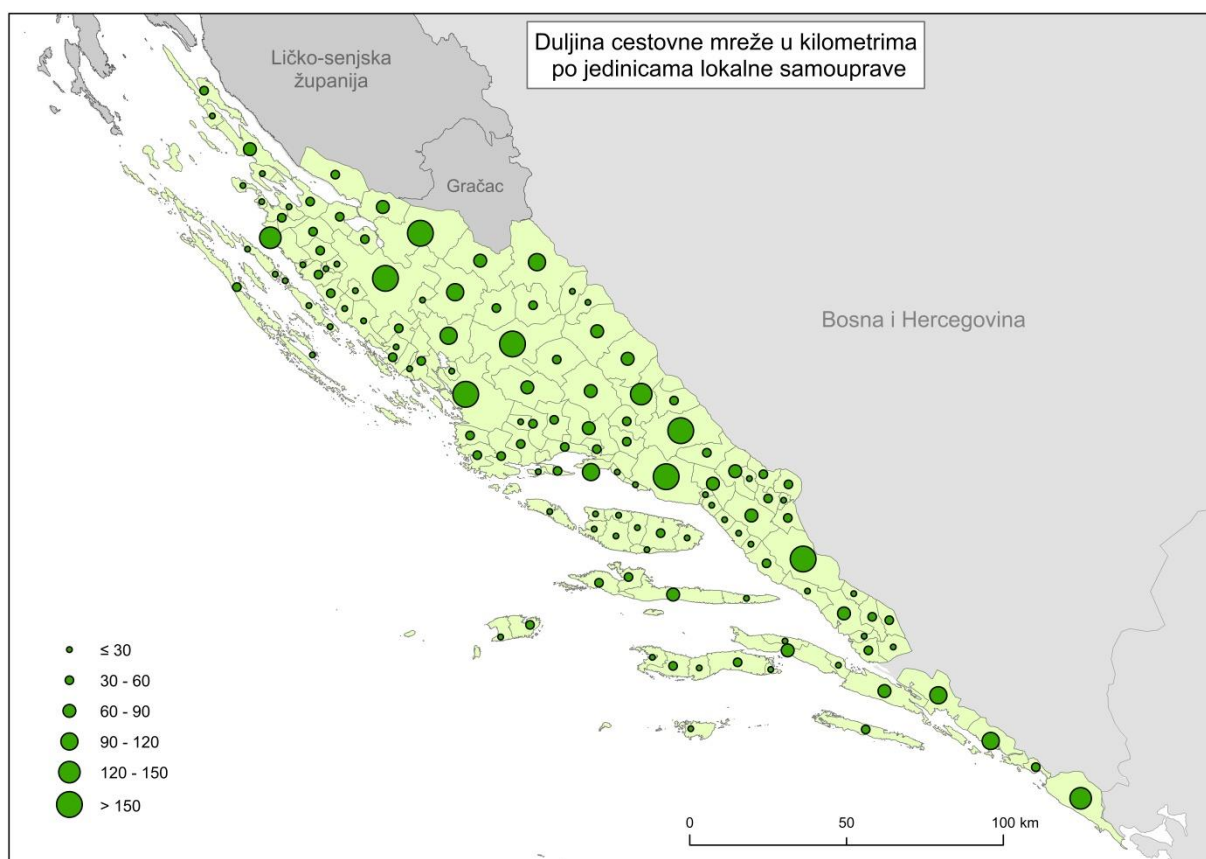 Duljina cestovne mreže u kilometrima
po jedinicama lokalne samouprave
Ličko-senjska
županija
Gračac
Bosna i Hercegovina
≤ 30
30 - 60
60 - 90
90 - 120
120 - 150
> 150
0 50 100 km